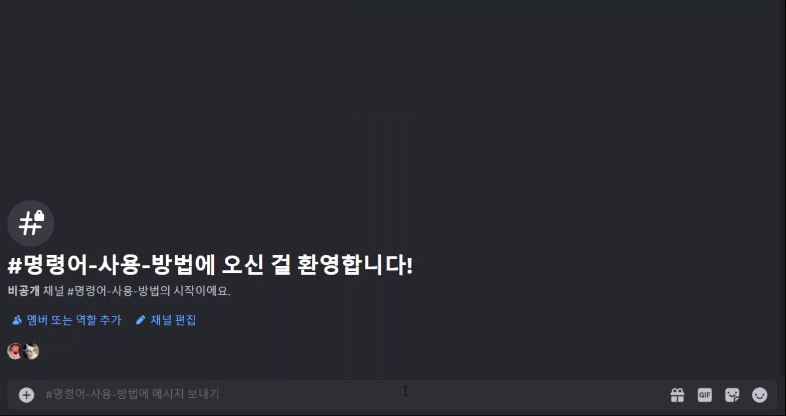 #명령어-사용-방법에 오신 걸 환영합니다!
비공개 채널 #명령어-사용-방법의 시작이에요.
멤버 또는 역할 추가 채널 편집
#명령어-사용-방법에 메시지 보내기
GIF